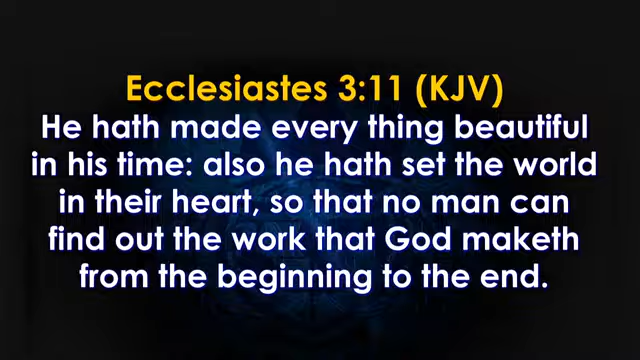 Ecclesiastes 3:11 (KJV)
He hath made every thing beautiful
in his time: also he hath set the world
in their heart, so that no man can
find out the work that God maketh
from the beginning to the end.